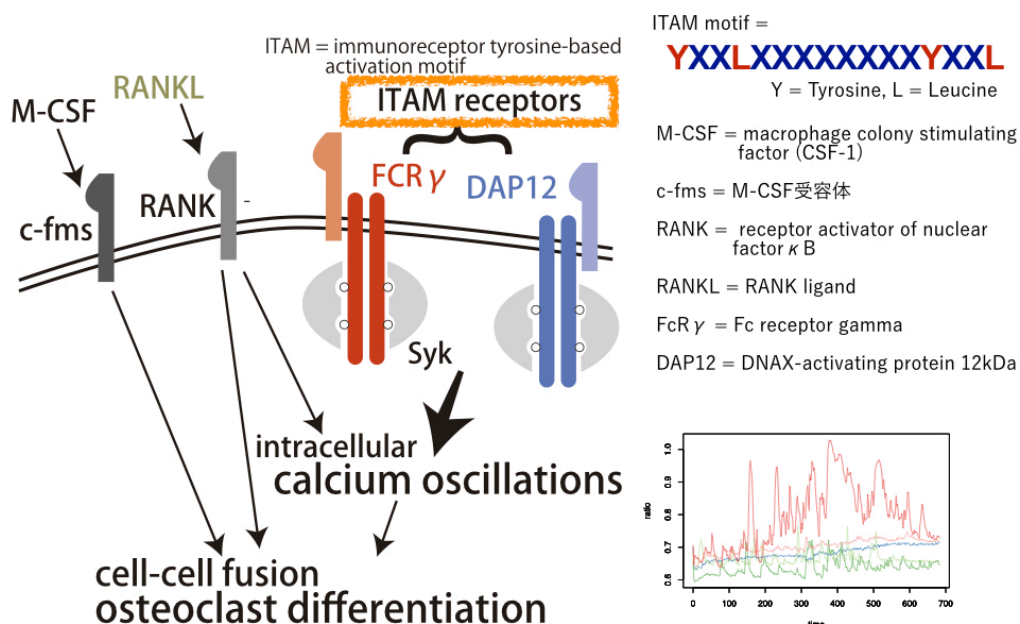 ITAM = immunoreceptor tyrosine-based
activation motif
ITAM receptors
RANKL
M-CSF
FCRγ
DAP12
RANK
-
c-fms
Syk
intracellular
calcium oscillations
cell-cell fusion
osteoclast differentiation
ITAM motif =
YXXLXXXXXXXXYXXL
Y = Tyrosine, L = Leucine
M-CSF = macrophage colony stimulating
factor (CSF-1)
c-fms = M-CSF受容体
RANK = receptor activator of nuclear
factor κ B
RANKL = RANK ligand
FcR γ = Fc receptor gamma
DAP12 = DNAX-activating protein 12kDa
ratio
1.0
0.9
0.8
0.7
0.6
0 100 200 300 400 500 600 700
time